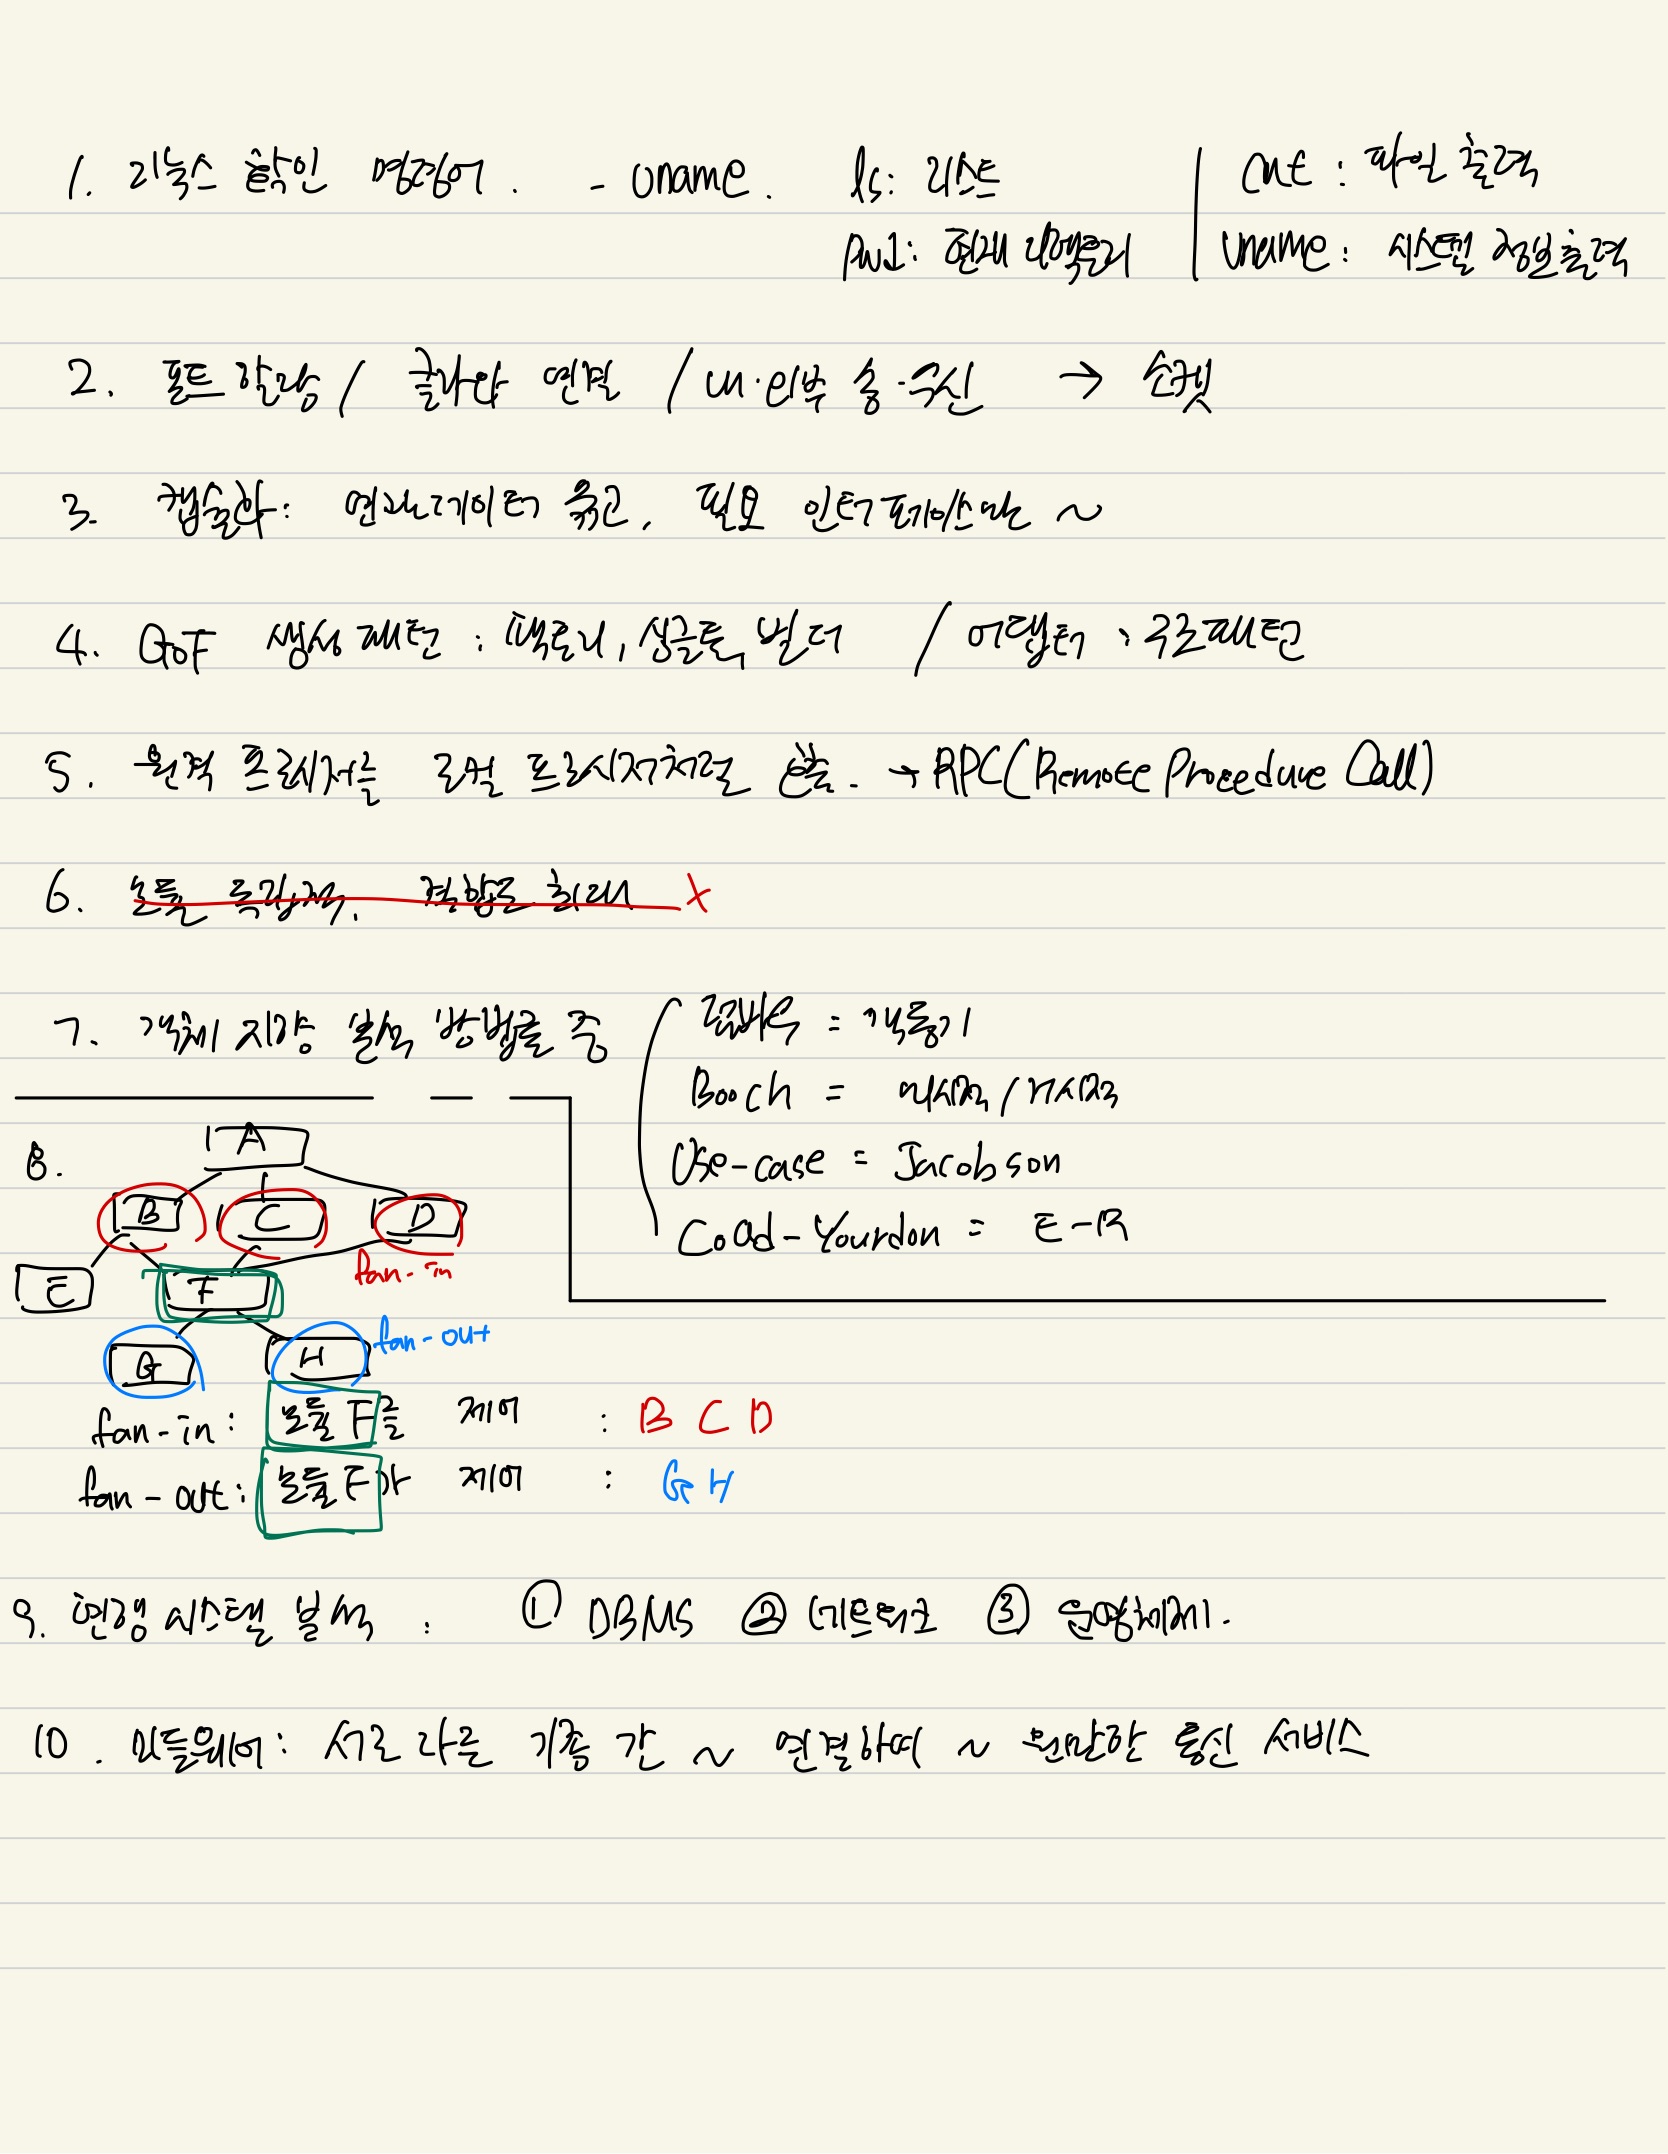 1. 리눅스 확인 명령어. - uname. ls: 리스트 cat : 파일 출력
pwd: 현재 디렉토리 uname: 시스템 정보 출력
2. 포트 할당 / 클라와 연결 / 내·외부 송·수신 → 소켓
3. 캡슐화: 연관 데이터 묶고, 필요 인터페이스만 ~
4. GoF 생성 패턴 : 팩토리, 싱글톤, 빌더 / 어댑터 : 구조패턴
5. 원격 프로시저를 로컬 프로시저처럼 호출. → RPC(Remote Procedure Call)
6. 모듈 독립적, 결합도 최대 X
7. 객체 지향 분석 방법론 중
럼바우 = 객동기
Booch = 미시적/거시적
Use-case = Jacobson
Coad-Yourdon = E-R
8.
A
B C D
fan-in
E F
fan-out
G H
fan-in: 모듈 F를 제어 : B C D
fan-out: 모듈 F가 제어 : G H
9. 현행 시스템 분석 : ① DBMS ② 네트워크 ③ 운영체제.
10. 미들웨어: 서로 다른 기종 간 ~ 연결하여 ~ 원만한 통신 서비스